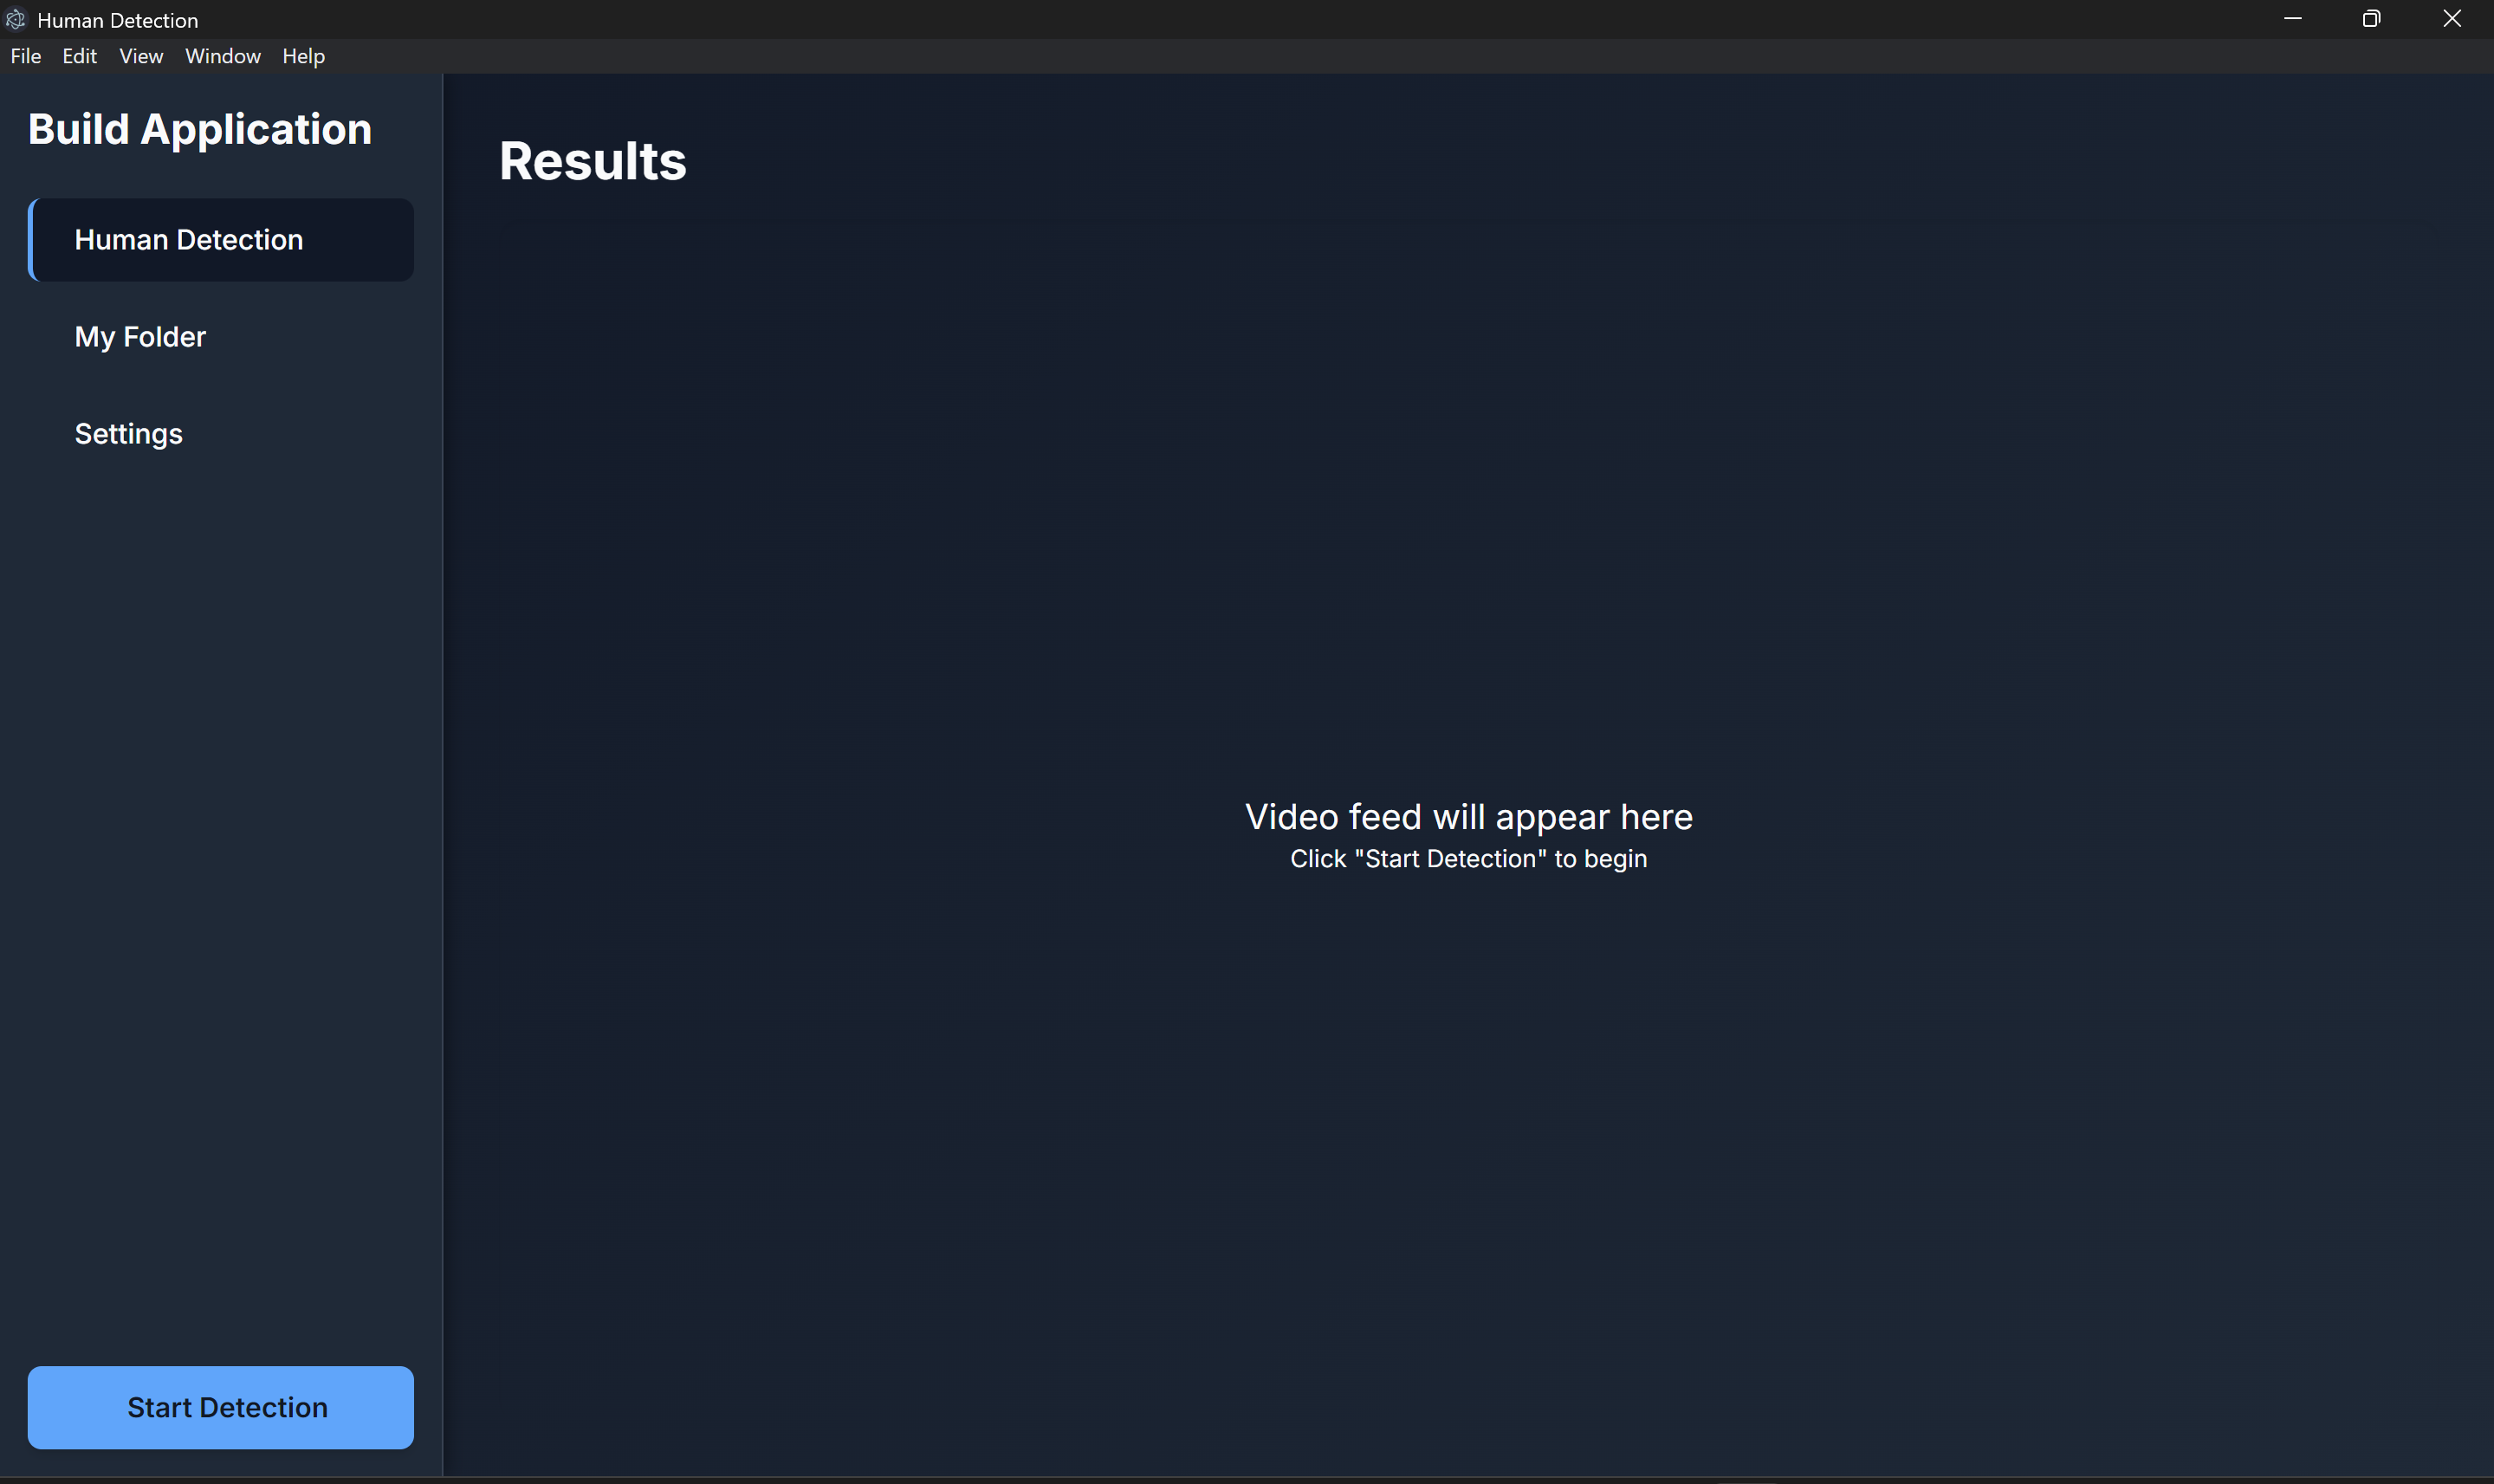 Human Detection
File Edit View Window Help
Build Application
Human Detection
My Folder
Settings
Start Detection
Results
Video feed will appear here
Click "Start Detection" to begin